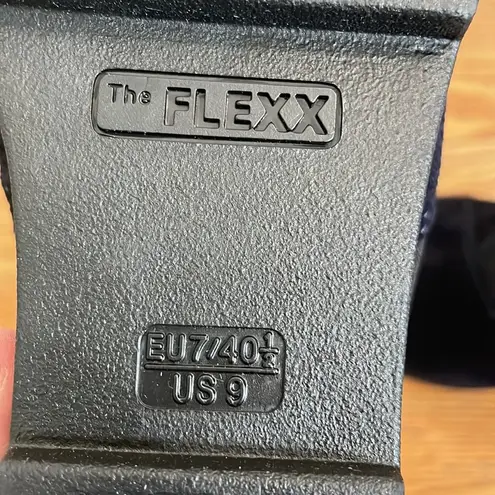 The FLEXX
EU7/40½
US 9